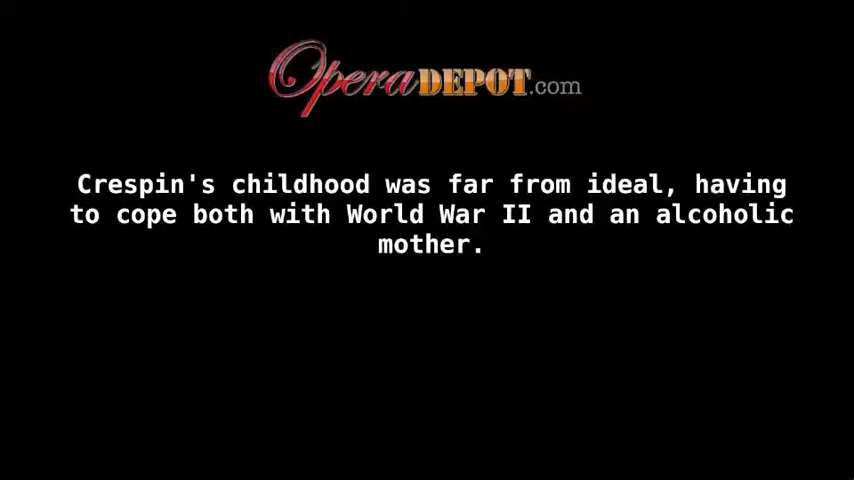 OperaDEPOT.com
Crespin's childhood was far from ideal, having
to cope both with World War II and an alcoholic
mother.